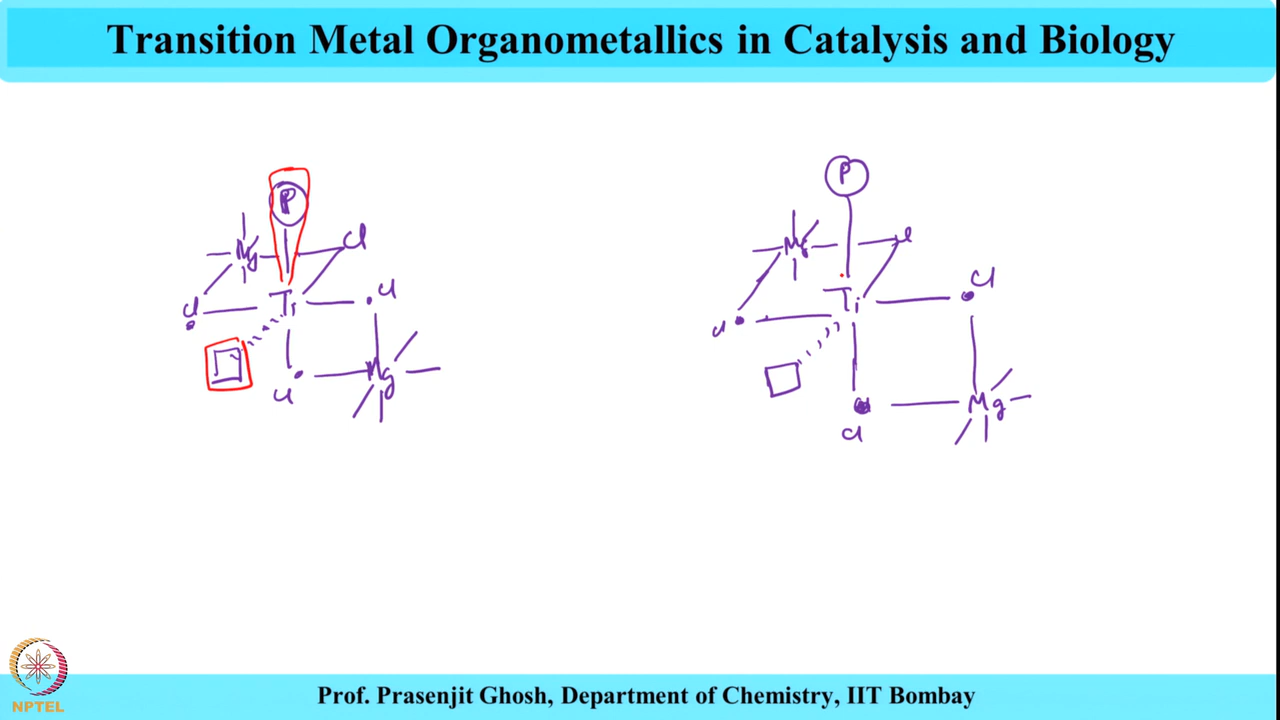 Transition Metal Organometallics in Catalysis and Biology
P
P
Mg
Cl
Mg
Cl
Cl
Ti
Cl
Cl
Ti
Cl
Mg
Cl
Mg
Cl
Prof. Prasenjit Ghosh, Department of Chemistry, IIT Bombay
NPTEL